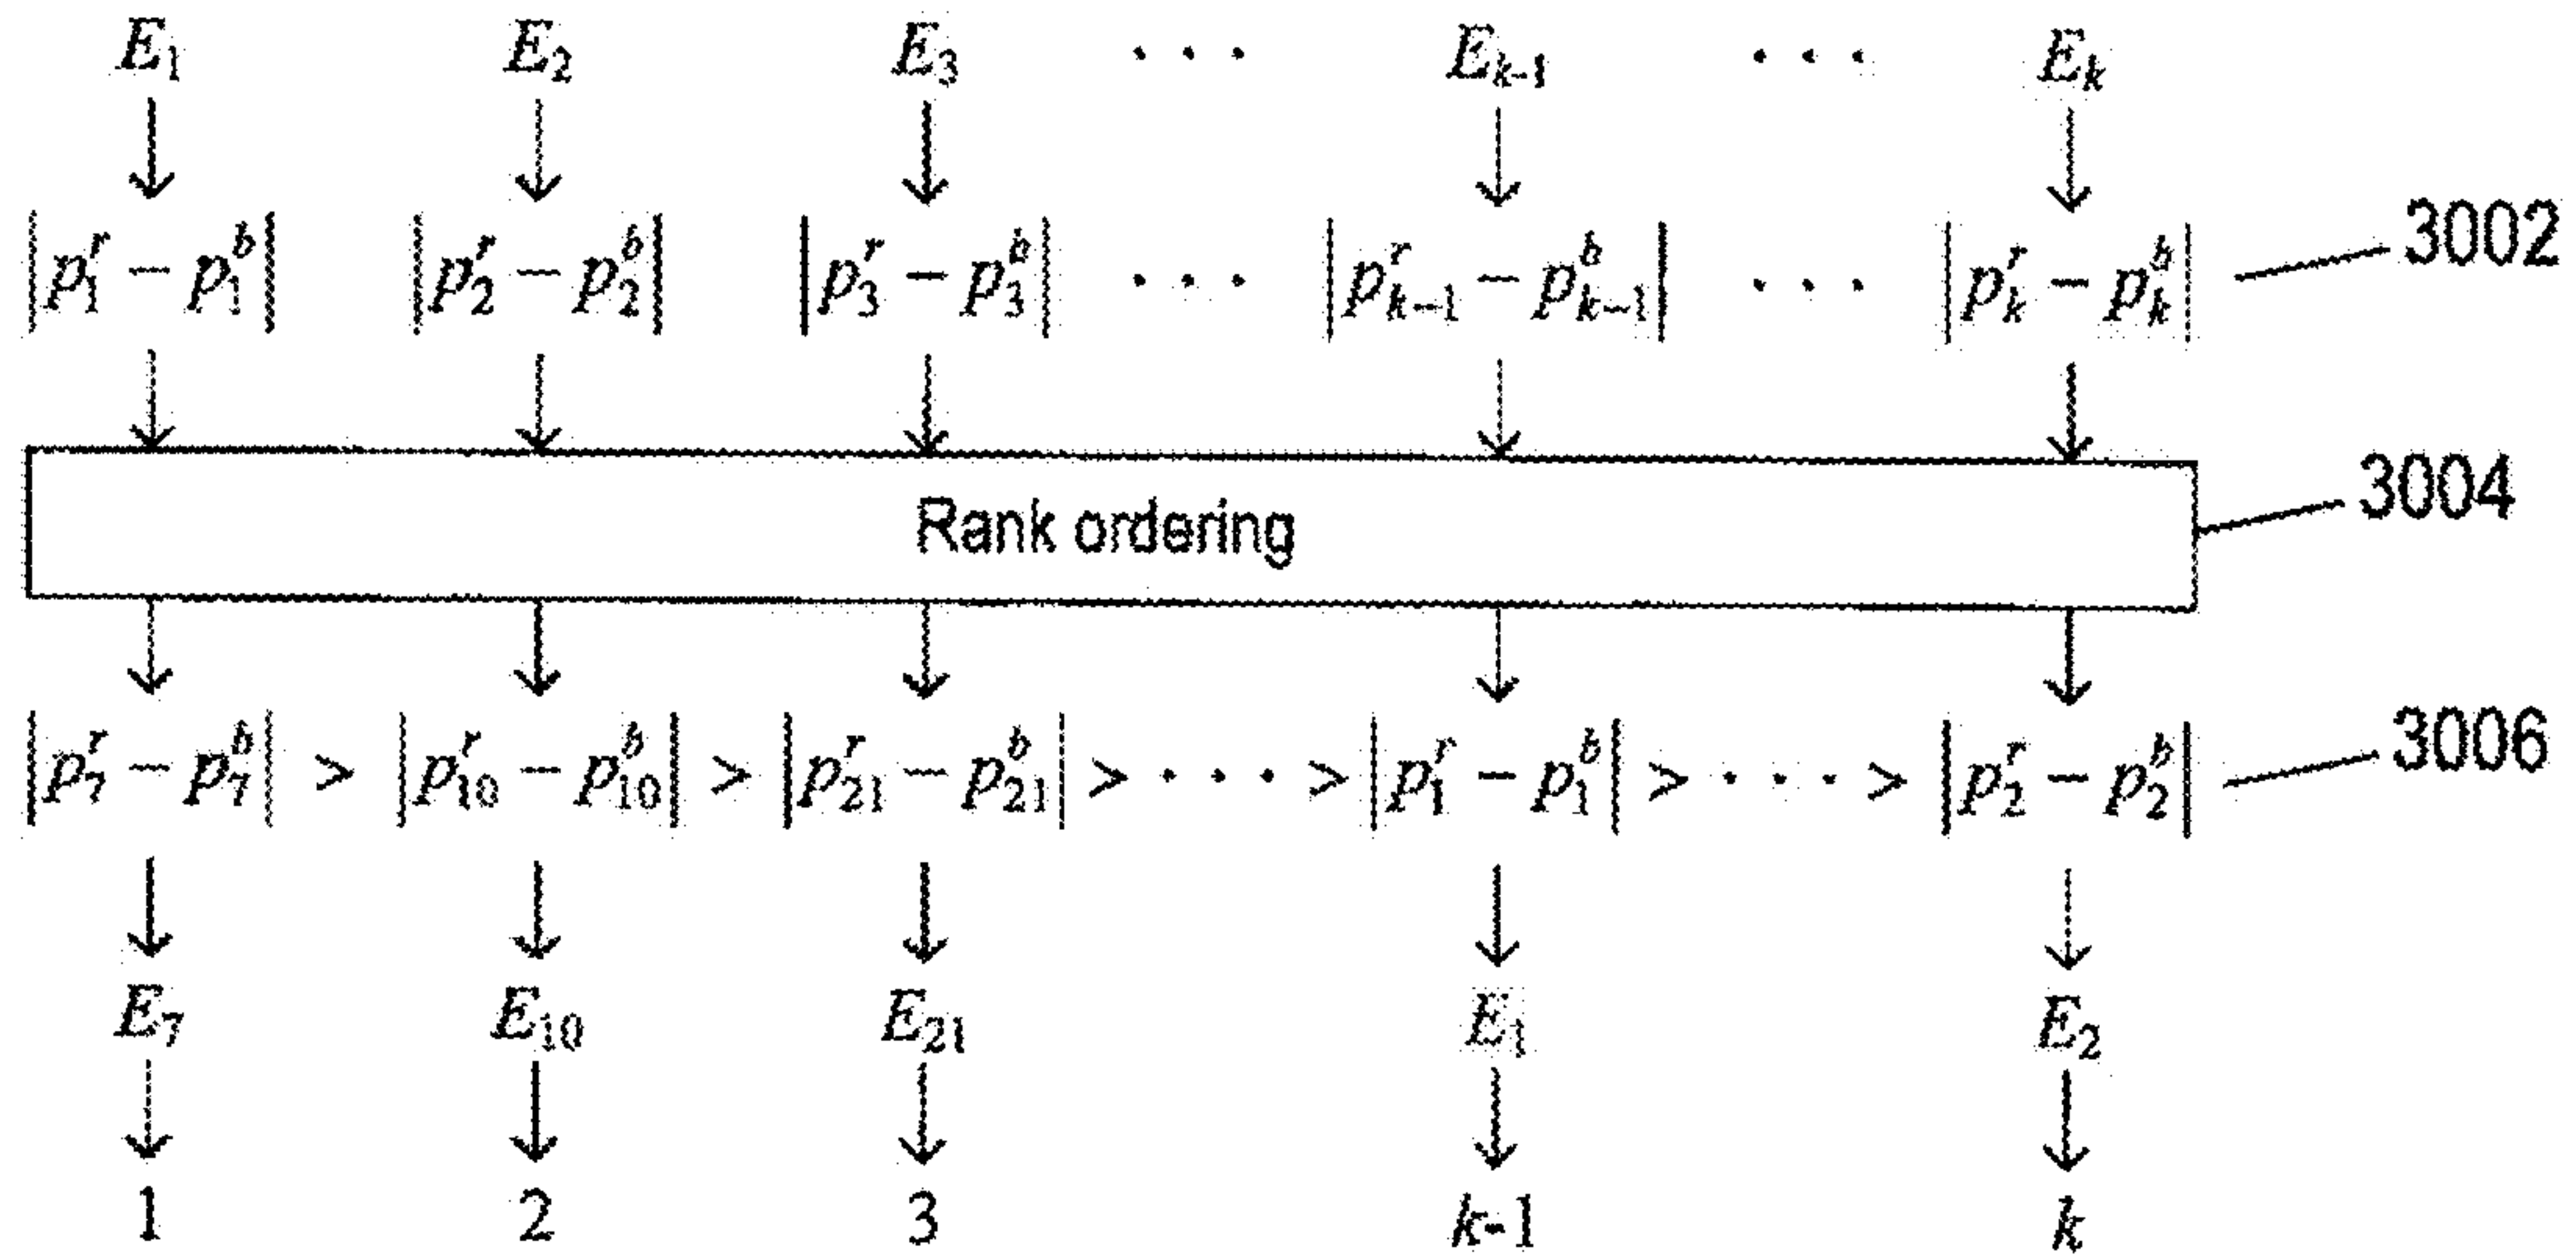 E₁ E₂ E₃ · · · Eₖ₋₁ · · · Eₖ
|p₁ʳ − p₁ᵇ| |p₂ʳ − p₂ᵇ| |p₃ʳ − p₃ᵇ| · · · |pₖ₋₁ʳ − pₖ₋₁ᵇ| · · · |pₖʳ − pₖᵇ| 3002
Rank ordering 3004
|p₇ʳ − p₇ᵇ| > |p₁₀ʳ − p₁₀ᵇ| > |p₂₁ʳ − p₂₁ᵇ| > · · · > |p₁ʳ − p₁ᵇ| > · · · > |p₂ʳ − p₂ᵇ| 3006
E₇ E₁₀ E₂₁ E₁ E₂
1 2 3 k-1 k